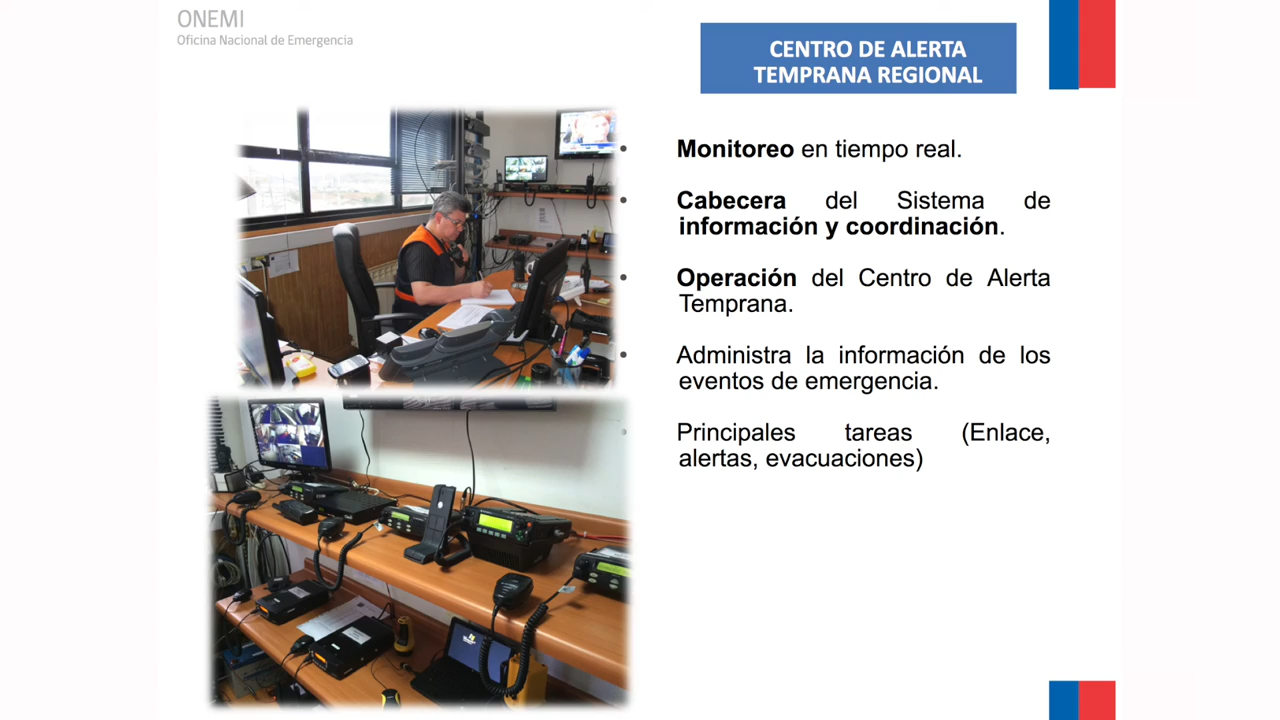 ONEMI
Oficina Nacional de Emergencia
CENTRO DE ALERTA
TEMPRANA REGIONAL
• Monitoreo en tiempo real.
• Cabecera del Sistema de
información y coordinación.
• Operación del Centro de Alerta
Temprana.
• Administra la información de los
eventos de emergencia.
• Principales tareas (Enlace,
alertas, evacuaciones)